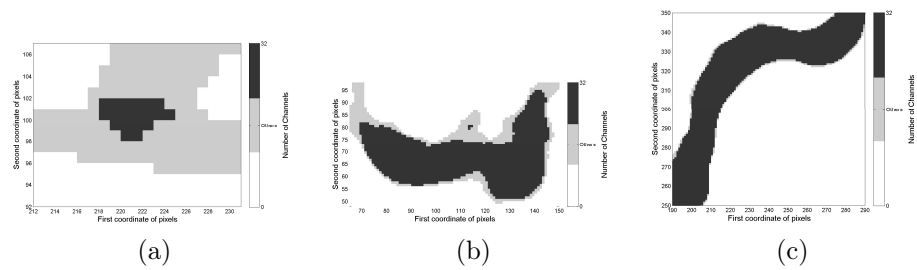 106
104
102
100
98
96
94
92
212 214 216 218 220 222 224 226 228 230
Second coordinate of pixels
First coordinate of pixels
32
Others
0
Number of Channels
(a)
95
90
85
80
75
70
65
60
55
50
70 80 90 100 110 120 130 140 150
Second coordinate of pixels
First coordinate of pixels
32
Others
0
Number of Channels
(b)
350
340
330
320
310
300
290
280
270
260
250
190 200 210 220 230 240 250 260 270 280 290
Second coordinate of pixels
First coordinate of pixels
32
Others
0
Number of Channels
(c)